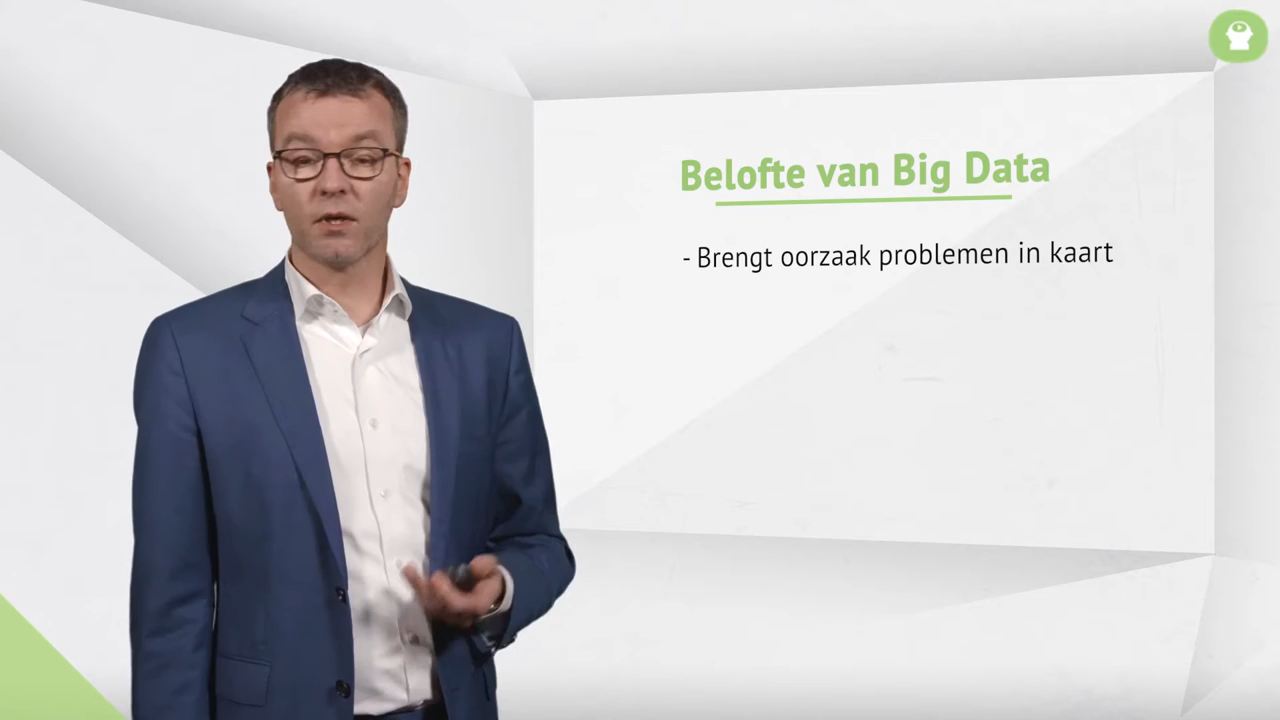 Belofte van Big Data
- Brengt oorzaak problemen in kaart